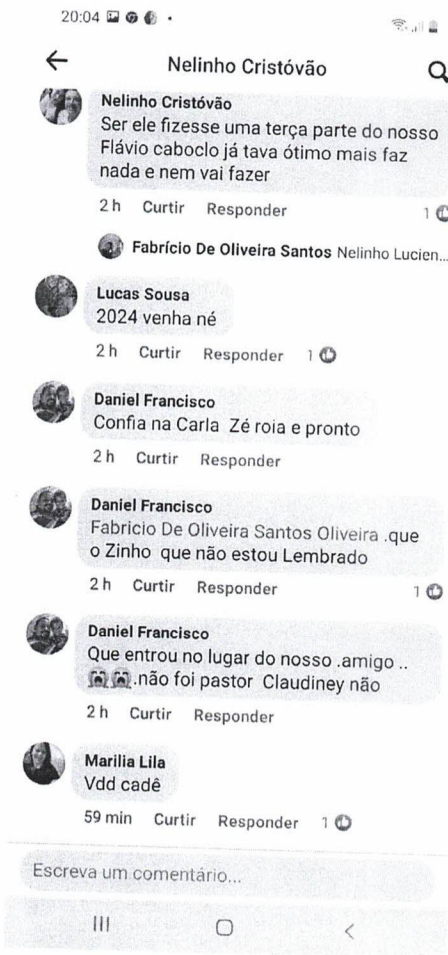 20:04
Nelinho Cristóvão
Nelinho Cristóvão
Ser ele fizesse uma terça parte do nosso
Flávio caboclo já tava ótimo mais faz
nada e nem vai fazer
2 h Curtir Responder 1
Fabrício De Oliveira Santos Nelinho Lucien...
Lucas Sousa
2024 venha né
2 h Curtir Responder 1
Daniel Francisco
Confia na Carla Zé roia e pronto
2 h Curtir Responder
Daniel Francisco
Fabricio De Oliveira Santos Oliveira .que
o Zinho que não estou Lembrado
2 h Curtir Responder 1
Daniel Francisco
Que entrou no lugar do nosso .amigo ..
😭😭.não foi pastor Claudiney não
2 h Curtir Responder
Marilia Lila
Vdd cadê
59 min Curtir Responder 1
Escreva um comentário...